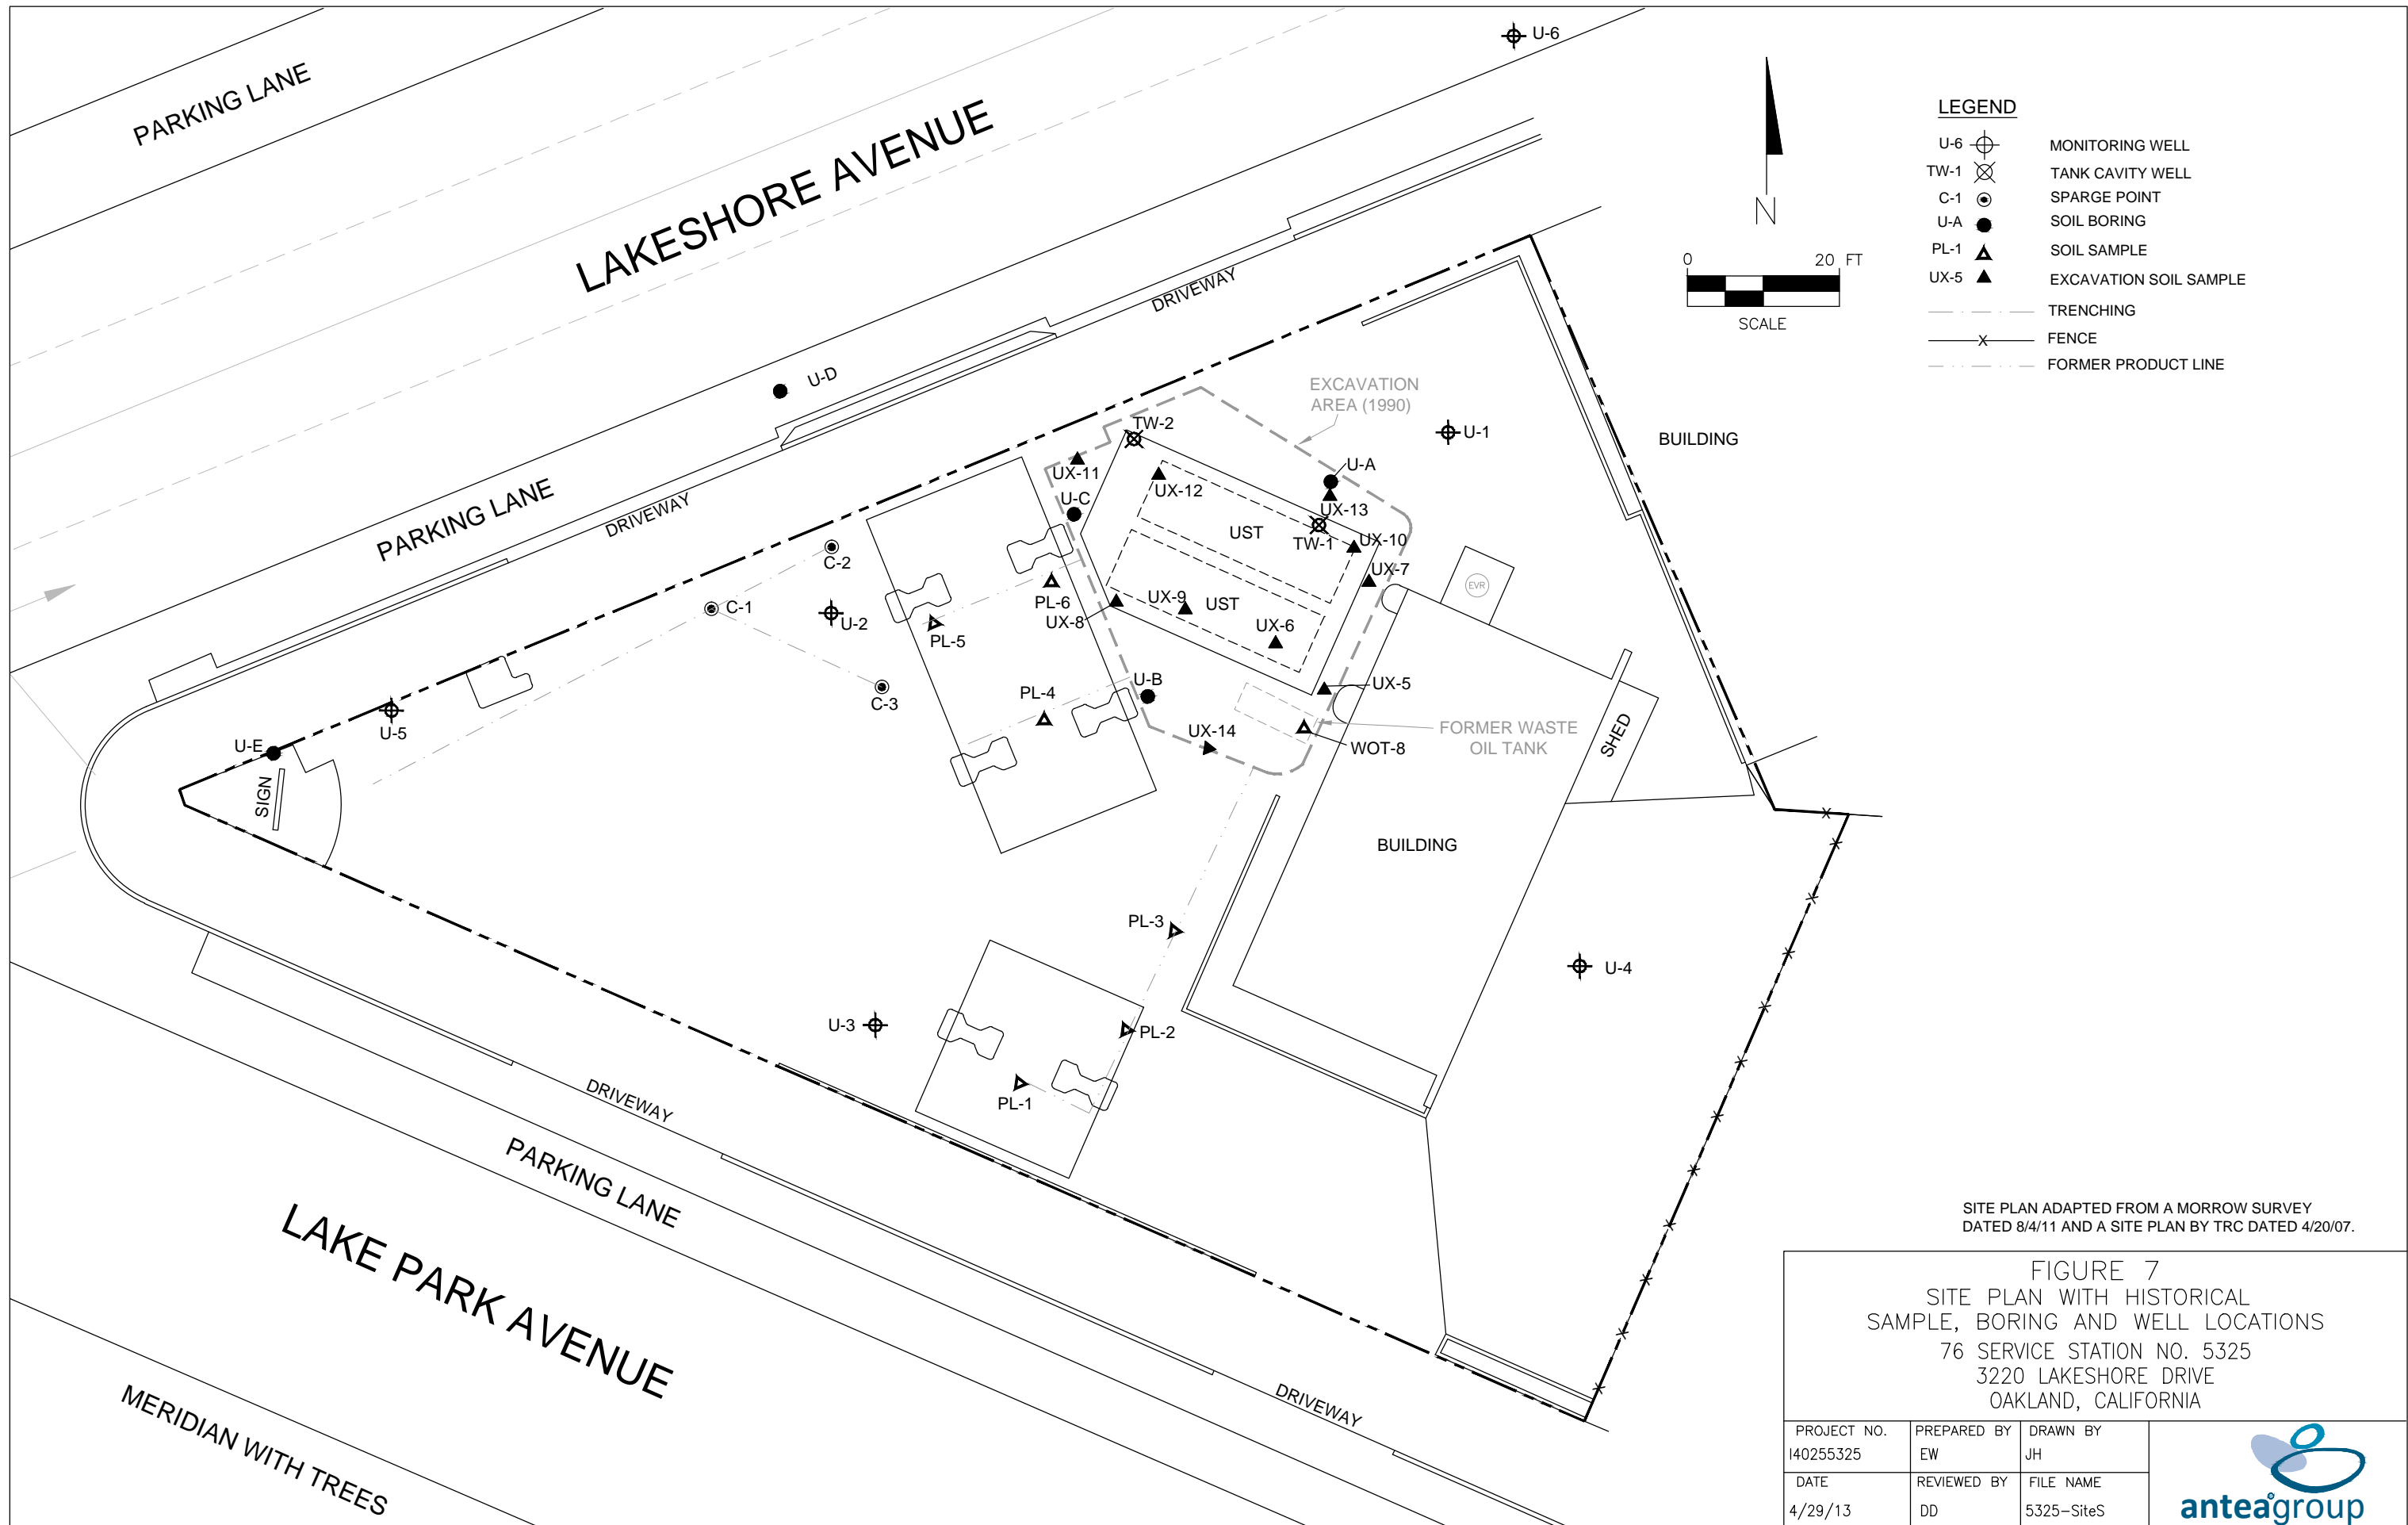 U-6
PARKING LANE
LAKESHORE AVENUE
N
0 20 FT
SCALE
LEGEND
U-6 MONITORING WELL
TW-1 TANK CAVITY WELL
C-1 SPARGE POINT
U-A SOIL BORING
PL-1 SOIL SAMPLE
UX-5 EXCAVATION SOIL SAMPLE
TRENCHING
X FENCE
FORMER PRODUCT LINE
DRIVEWAY
U-D
EXCAVATION
AREA (1990)
TW-2
U-1
BUILDING
UX-11
UX-12
U-A
U-C
UX-13
PARKING LANE
DRIVEWAY
UST
TW-1
UX-10
C-2
UX-7
EVR
C-1
U-2
PL-6
UX-8
UX-9
UST
PL-5
UX-6
U-B
UX-5
PL-4
C-3
U-5
UX-14
FORMER WASTE
OIL TANK
WOT-8
SHED
U-E
SIGN
BUILDING
PL-3
U-4
U-3
PL-2
PL-1
DRIVEWAY
PARKING LANE
LAKE PARK AVENUE
MERIDIAN WITH TREES
DRIVEWAY
SITE PLAN ADAPTED FROM A MORROW SURVEY
DATED 8/4/11 AND A SITE PLAN BY TRC DATED 4/20/07.
FIGURE 7
SITE PLAN WITH HISTORICAL
SAMPLE, BORING AND WELL LOCATIONS
76 SERVICE STATION NO. 5325
3220 LAKESHORE DRIVE
OAKLAND, CALIFORNIA
PROJECT NO. PREPARED BY DRAWN BY
I40255325 EW JH
DATE REVIEWED BY FILE NAME
4/29/13 DD 5325-SiteS
anteagroup